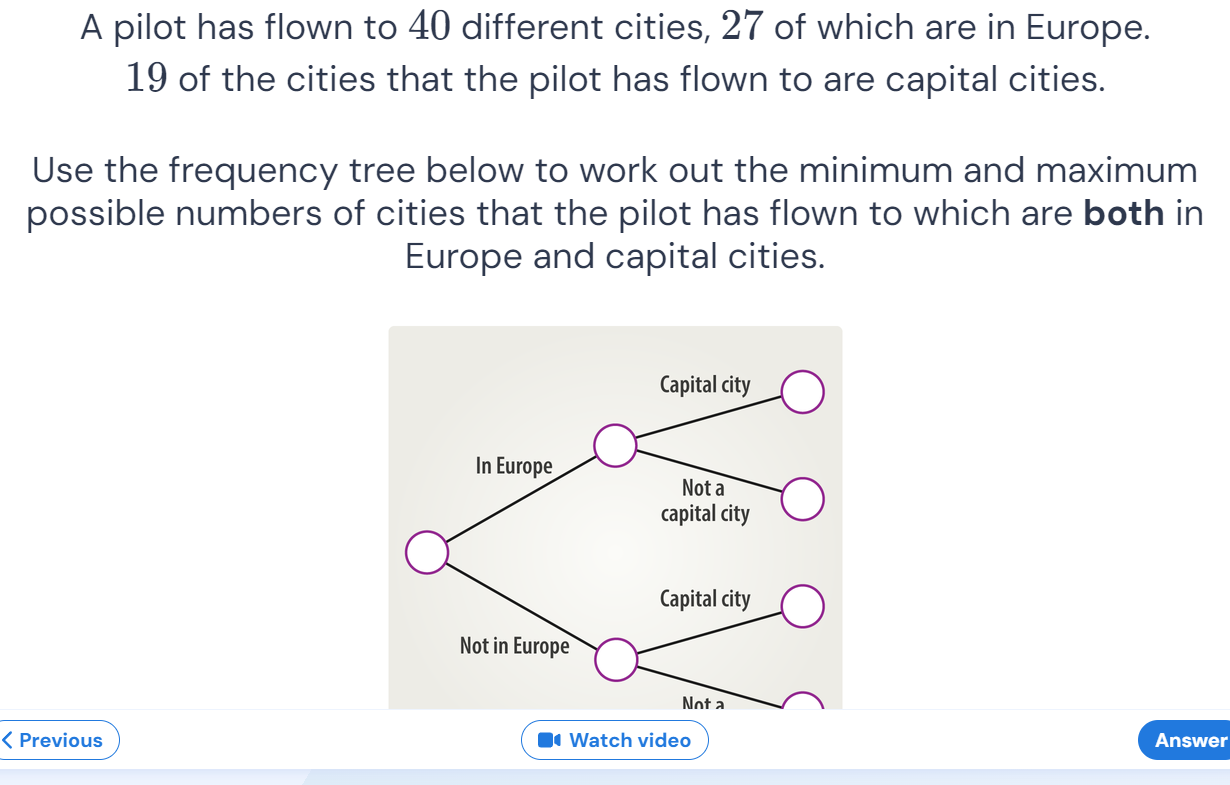 A pilot has flown to 40 different cities, 27 of which are in Europe.
19 of the cities that the pilot has flown to are capital cities.
Use the frequency tree below to work out the minimum and maximum
possible numbers of cities that the pilot has flown to which are both in
Europe and capital cities.
Capital city
In Europe
Not a
capital city
Capital city
Not in Europe
Not a
Previous
Watch video
Answer